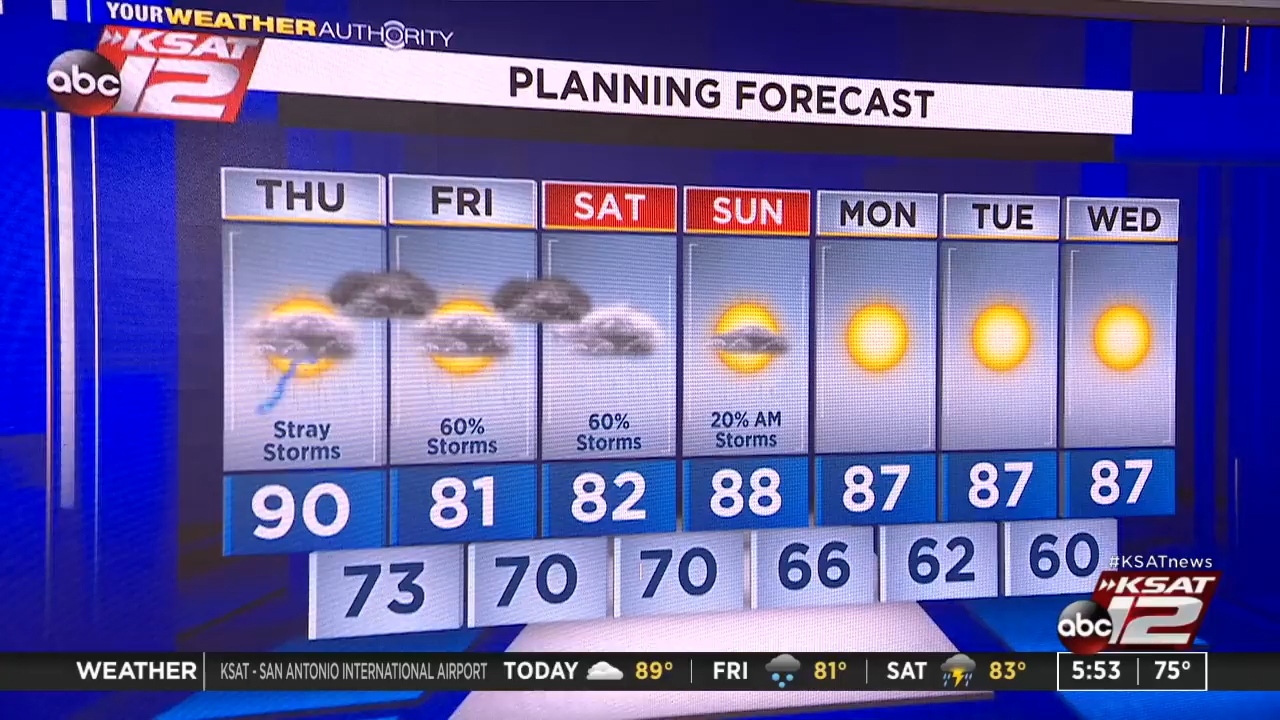 YOUR WEATHER AUTHORITY
KSAT
abc 12
PLANNING FORECAST
THU FRI SAT SUN MON TUE WED
Stray Storms 60% Storms 60% Storms 20% AM Storms
90 81 82 88 87 87 87
73 70 70 66 62 60
#KSATnews
KSAT
abc 12
WEATHER KSAT - SAN ANTONIO INTERNATIONAL AIRPORT TODAY 89° FRI 81° SAT 83° 5:53 75°